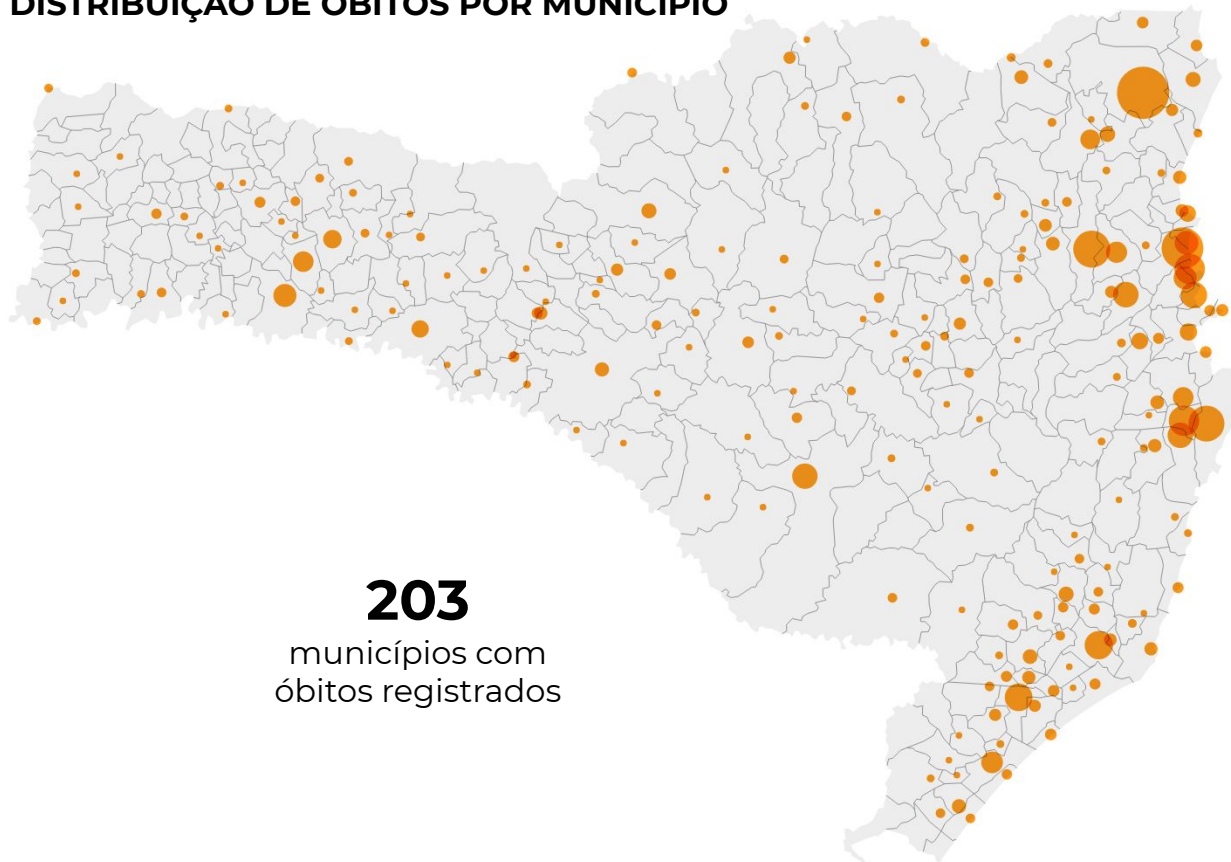 DISTRIBUIÇÃO DE ÓBITOS POR MUNICÍPIO
203
municípios com
óbitos registrados